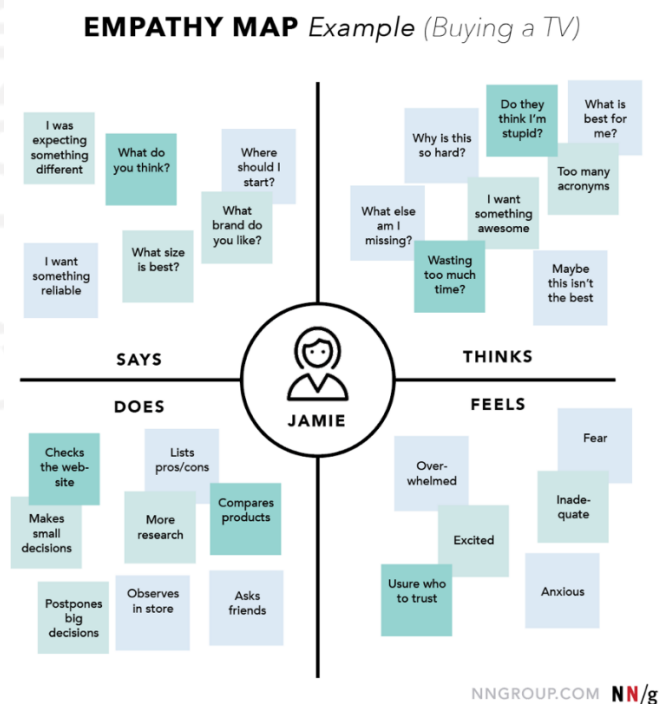 EMPATHY MAP Example (Buying a TV)
I was
expecting
something
different
What do
you think?
Where
should I
start?
What
brand do
you like?
What size
is best?
I want
something
reliable
SAYS
Why is this
so hard?
Do they
think I'm
stupid?
What is
best for
me?
Too many
acronyms
I want
something
awesome
What else
am I
missing?
Wasting
too much
time?
Maybe
this isn't
the best
THINKS
JAMIE
DOES
Checks
the web-
site
Lists
pros/cons
Makes
small
decisions
More
research
Compares
products
Postpones
big
decisions
Observes
in store
Asks
friends
FEELS
Over-
whelmed
Fear
Inade-
quate
Excited
Usure who
to trust
Anxious
NNGROUP.COM NN/g